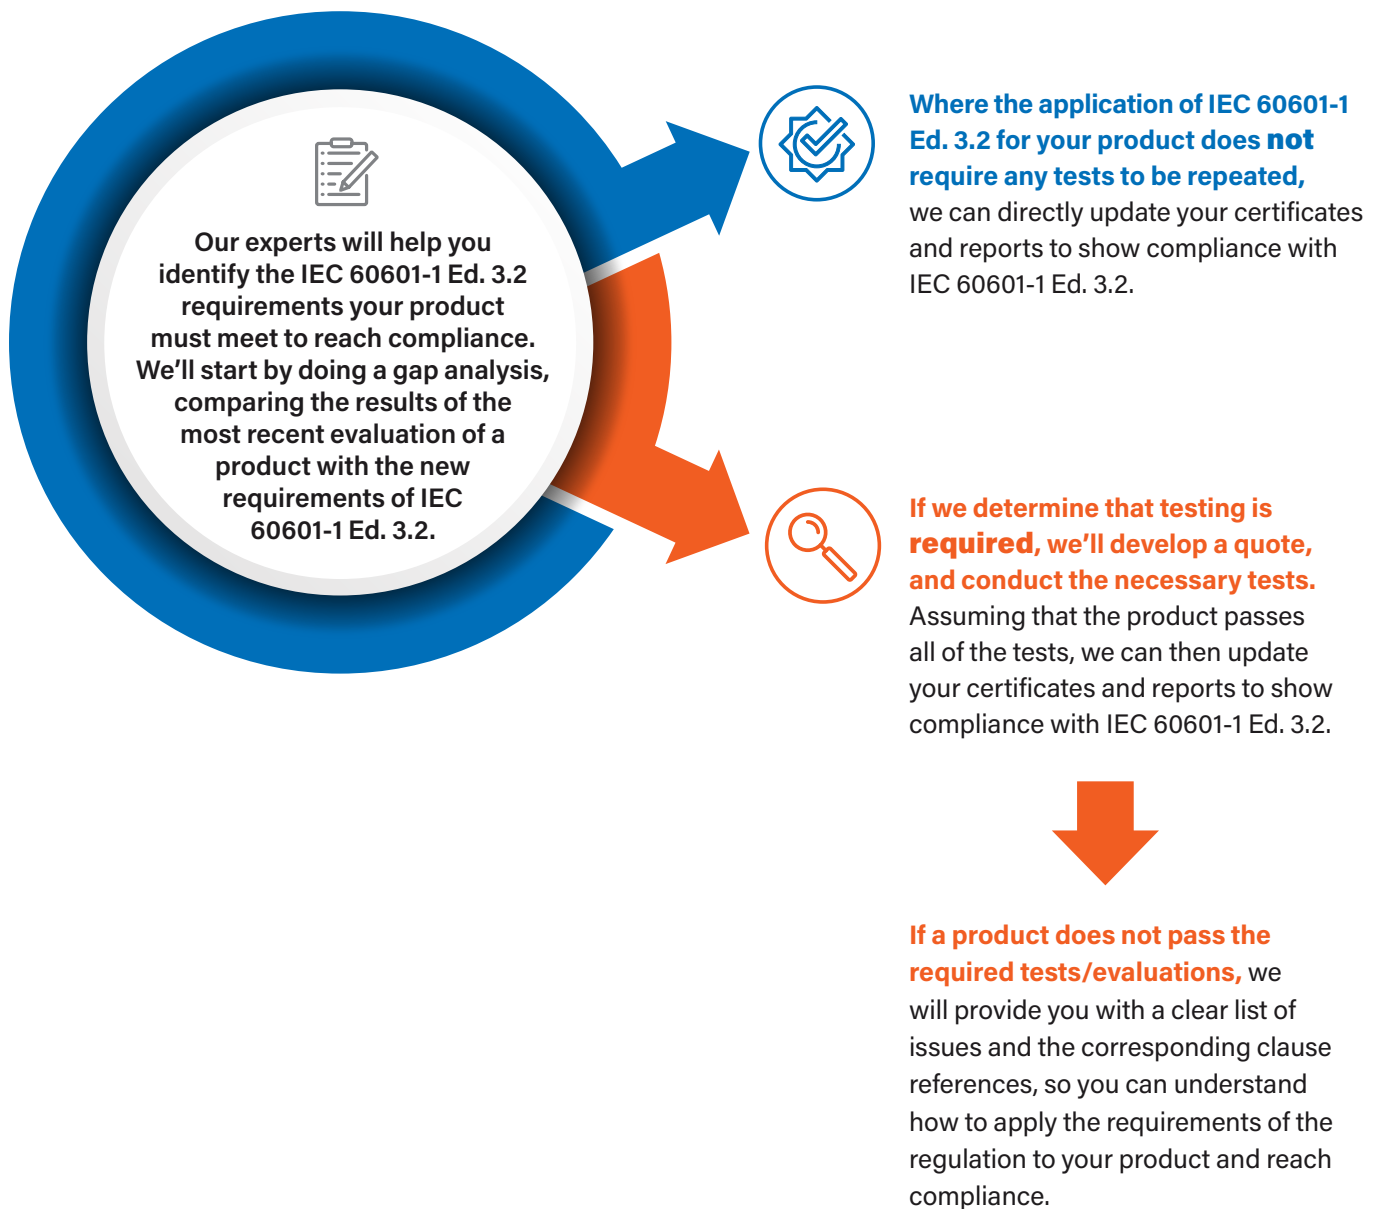 Our experts will help you
identify the IEC 60601-1 Ed. 3.2
requirements your product
must meet to reach compliance.
We'll start by doing a gap analysis,
comparing the results of the
most recent evaluation of a
product with the new
requirements of IEC
60601-1 Ed. 3.2.
Where the application of IEC 60601-1
Ed. 3.2 for your product does not
require any tests to be repeated,
we can directly update your certificates
and reports to show compliance with
IEC 60601-1 Ed. 3.2.
If we determine that testing is
required, we'll develop a quote,
and conduct the necessary tests.
Assuming that the product passes
all of the tests, we can then update
your certificates and reports to show
compliance with IEC 60601-1 Ed. 3.2.
If a product does not pass the
required tests/evaluations, we
will provide you with a clear list of
issues and the corresponding clause
references, so you can understand
how to apply the requirements of the
regulation to your product and reach
compliance.